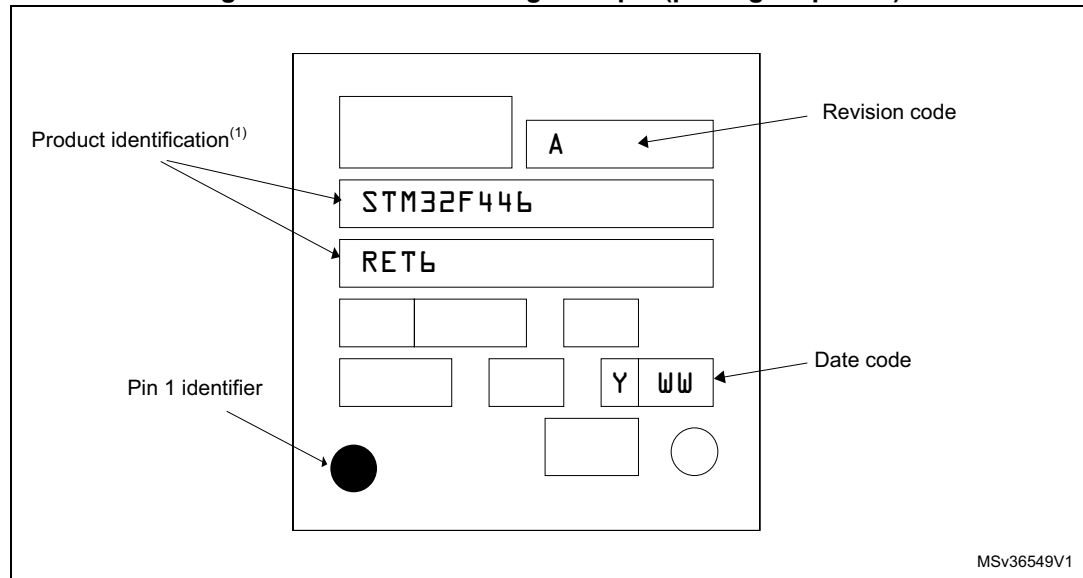 Revision code
Product identification(1)
A
STM32F446
RET6
Date code
Y WW
Pin 1 identifier
MSv36549V1